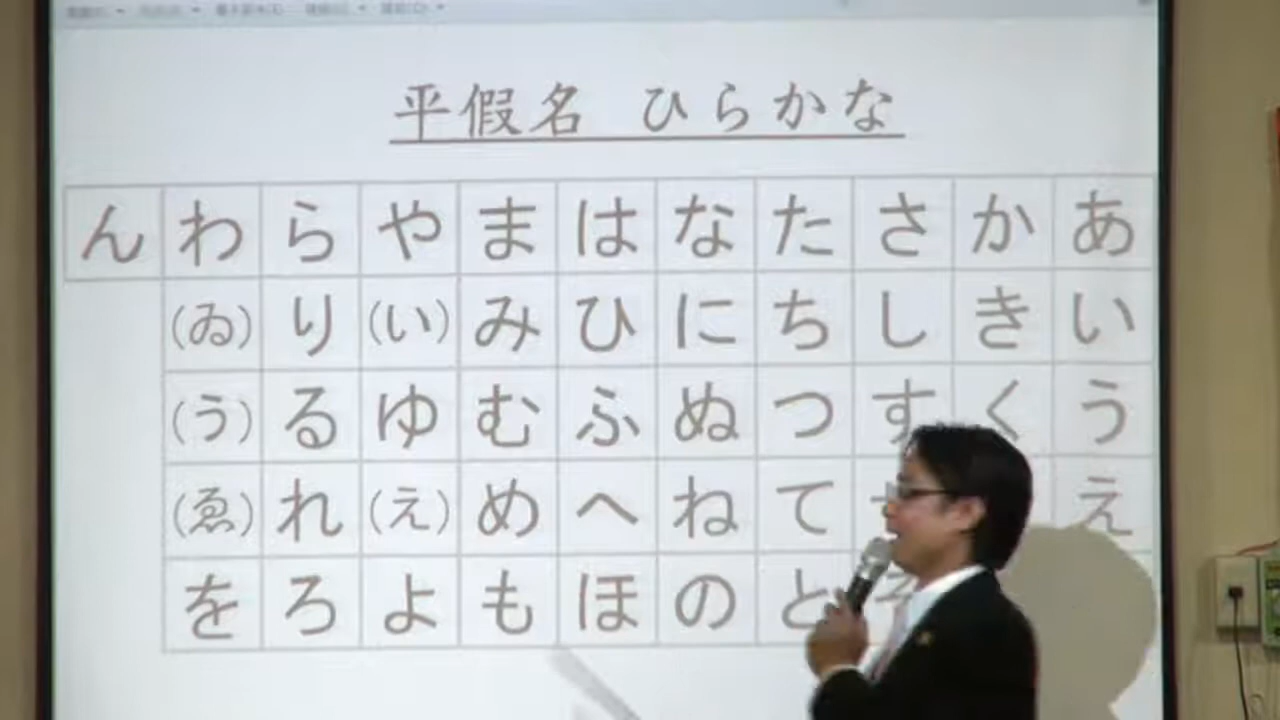 平假名 ひらかな
ん わ ら や ま は な た さ か あ
(ゐ) り (い) み ひ に ち し き い
(う) る ゆ む ふ ぬ つ す く う
(ゑ) れ (え) め へ ね て え
を ろ よ も ほ の と